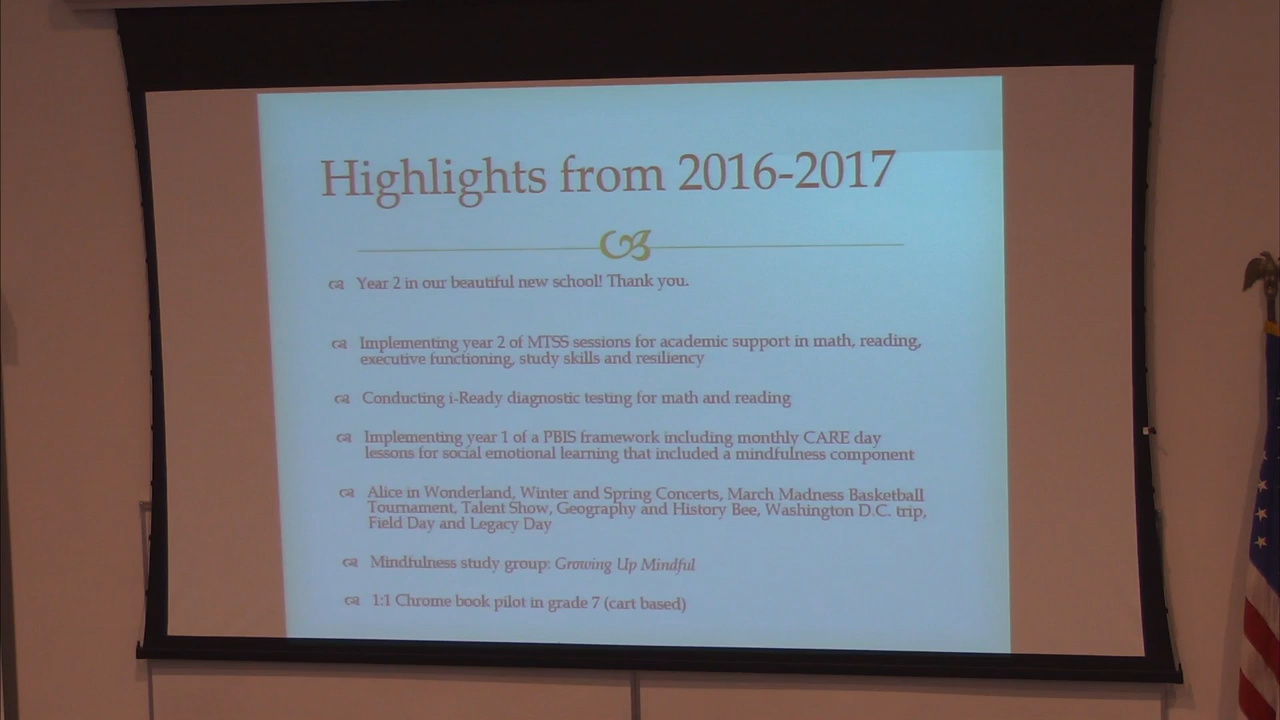 Highlights from 2016-2017
Year 2 in our beautiful new school! Thank you.
Implementing year 2 of MTSS sessions for academic support in math, reading,
executive functioning, study skills and resiliency
Conducting i-Ready diagnostic testing for math and reading
Implementing year 1 of a PBIS framework including monthly CARE day
lessons for social emotional learning that included a mindfulness component
Alice in Wonderland, Winter and Spring Concerts, March Madness Basketball
Tournament, Talent Show, Geography and History Bee, Washington D.C. trip,
Field Day and Legacy Day
Mindfulness study group: Growing Up Mindful
1:1 Chrome book pilot in grade 7 (cart based)